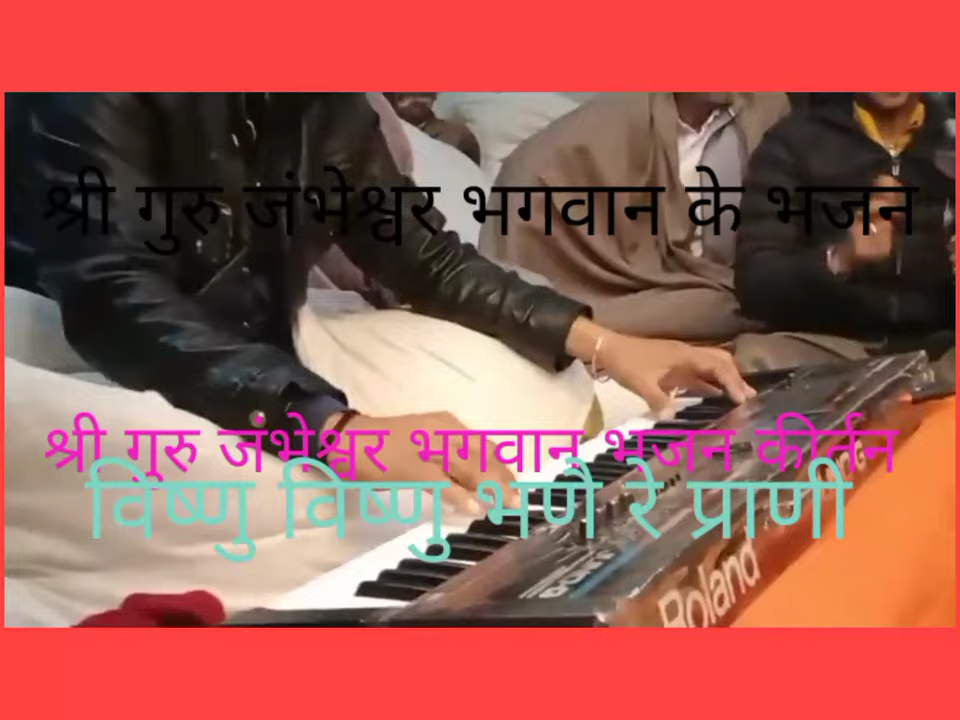 श्री गुरु जंभेश्वर भगवान के भजन
श्री गुरु जंभेश्वर भगवान भजन कीर्तन
विष्णु विष्णु भणै रे प्राणी
Roland